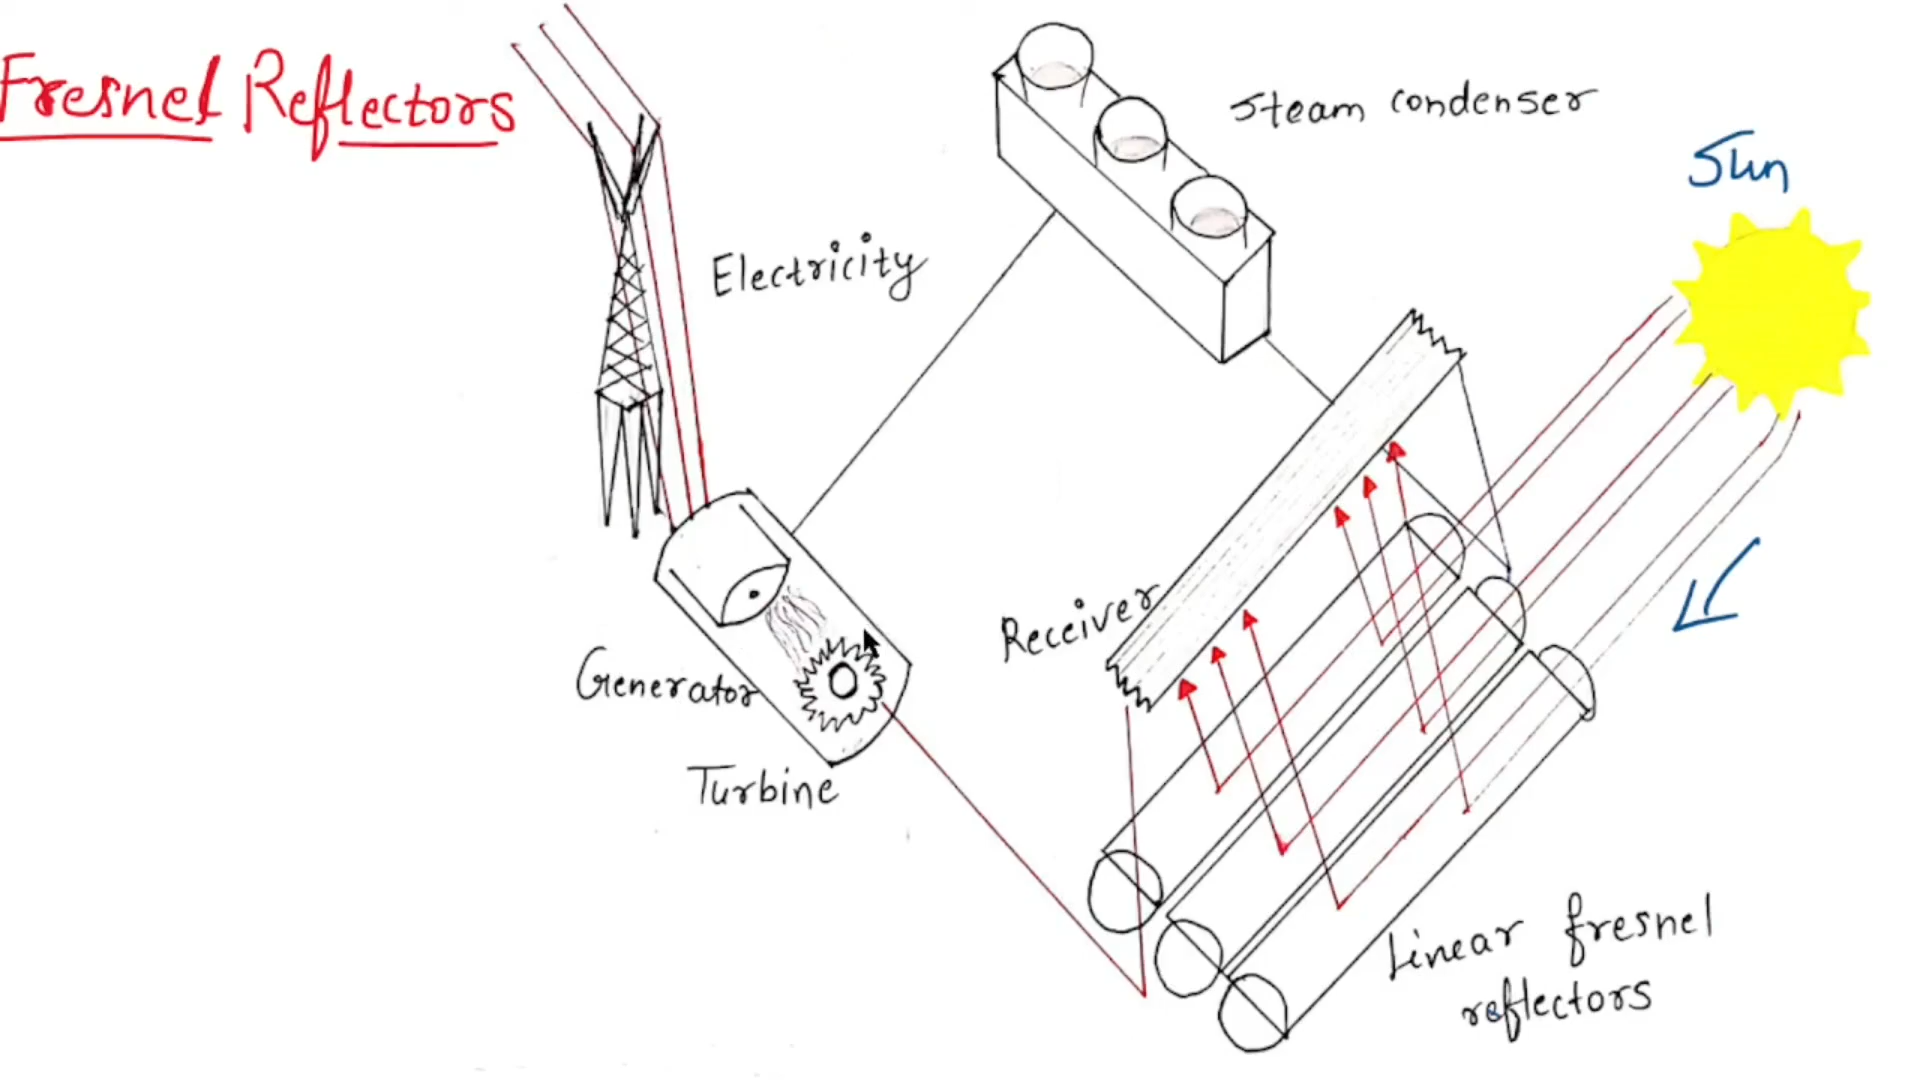 Fresnel Reflectors
Steam condenser
Sun
Electricity
Receiver
Generator
Turbine
Linear fresnel
reflectors